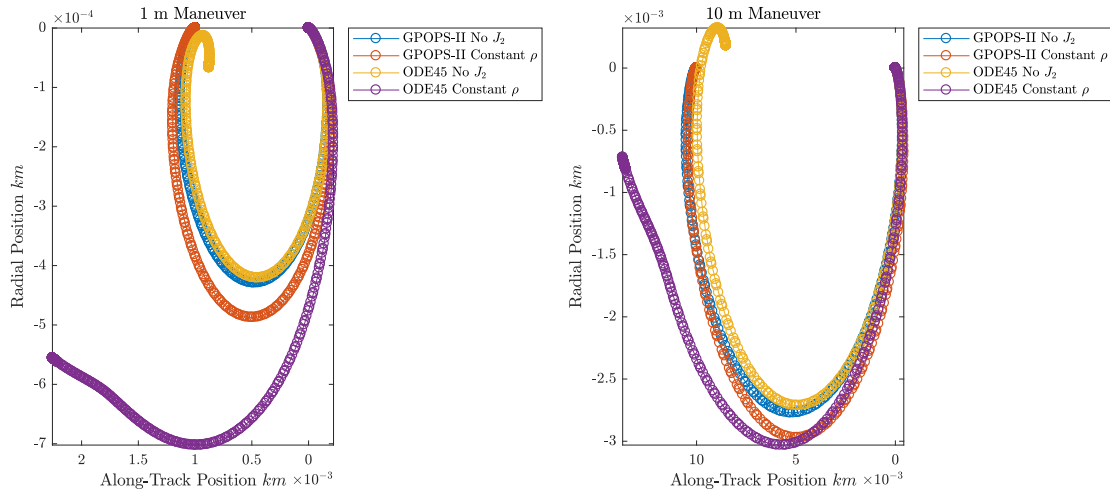 1 m Maneuver
×10⁻⁴
0
-1
-2
-3
-4
-5
-6
-7
Radial Position km
2 1.5 1 0.5 0
Along-Track Position km ×10⁻³
GPOPS-II No J₂
GPOPS-II Constant ρ
ODE45 No J₂
ODE45 Constant ρ
10 m Maneuver
×10⁻³
0
-0.5
-1
-1.5
-2
-2.5
-3
Radial Position km
10 5 0
Along-Track Position km ×10⁻³
GPOPS-II No J₂
GPOPS-II Constant ρ
ODE45 No J₂
ODE45 Constant ρ